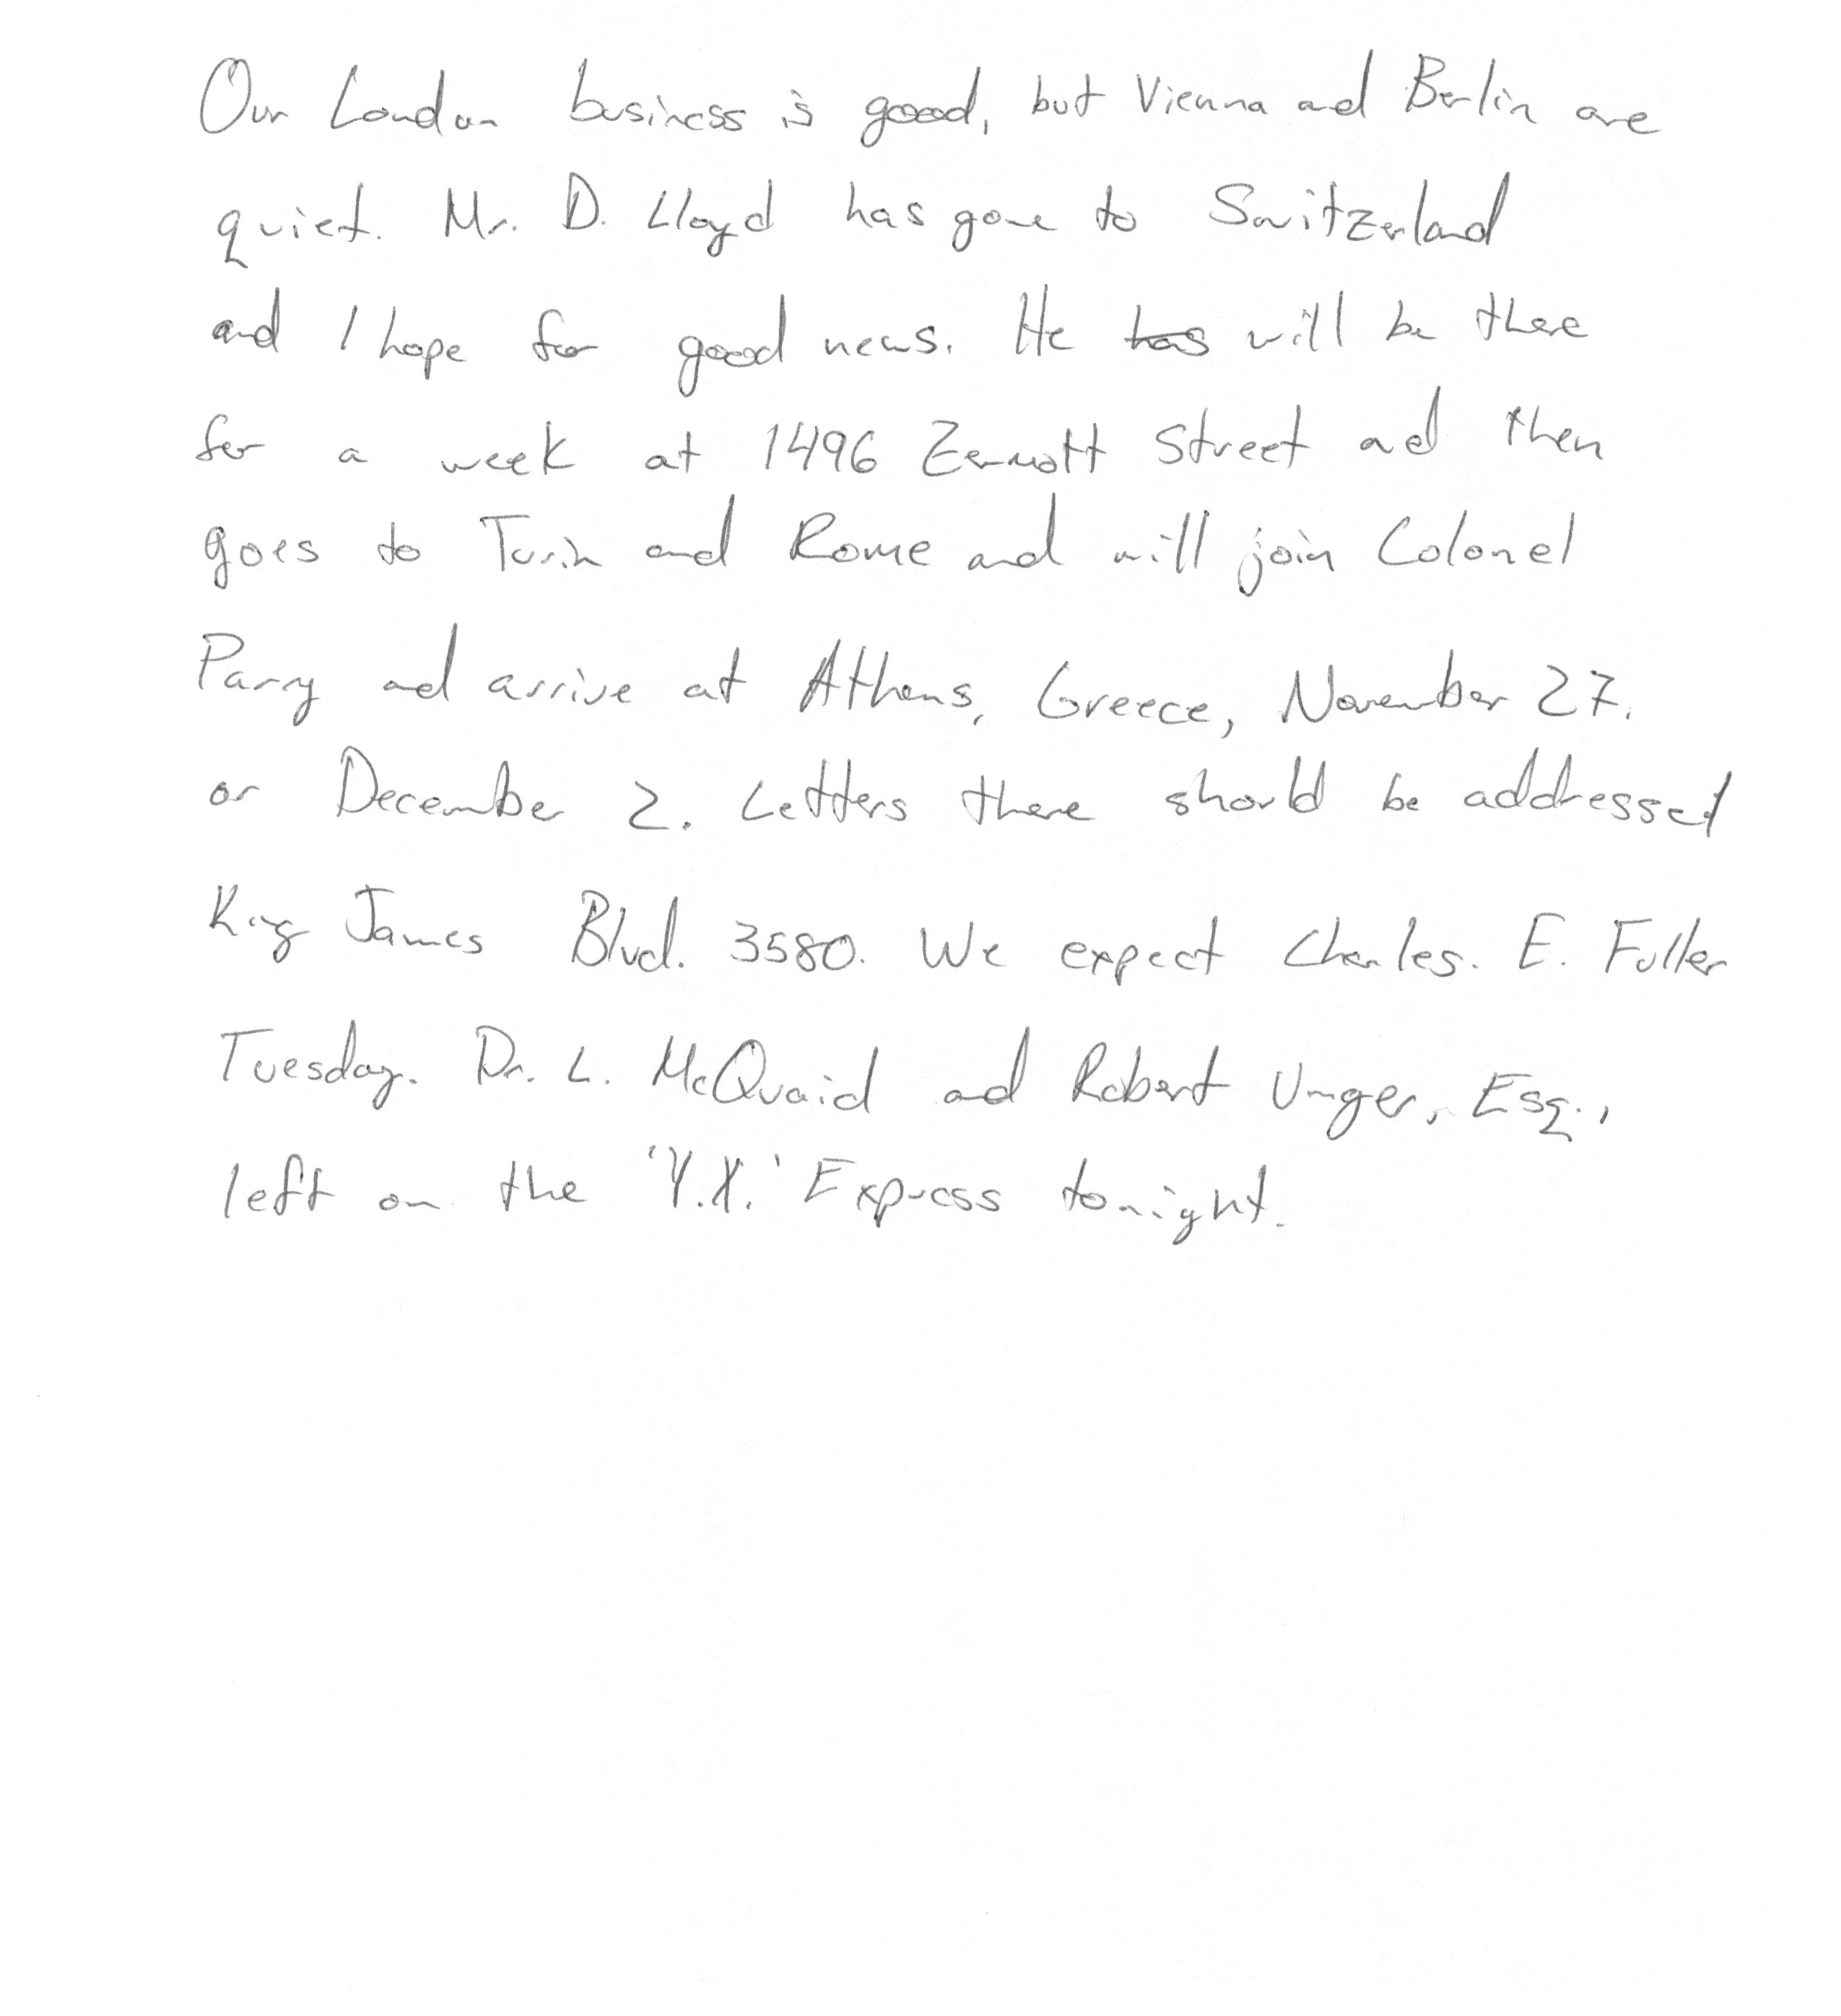 Our London business is good, but Vienna and Berlin are
quiet. Mr. D. Lloyd has gone to Switzerland
and I hope for good news. He has will be there
for a week at 1496 Zermott Street and then
goes to Turin and Rome and will join Colonel
Parry and arrive at Athens, Greece, November 27.
or December 2. Letters there should be addressed
King James Blvd. 3580. We expect Charles. E. Fuller
Tuesday. Dr. L. McQuaid and Robert Unger, Esq.,
left on the 'Y.X.' Express tonight.